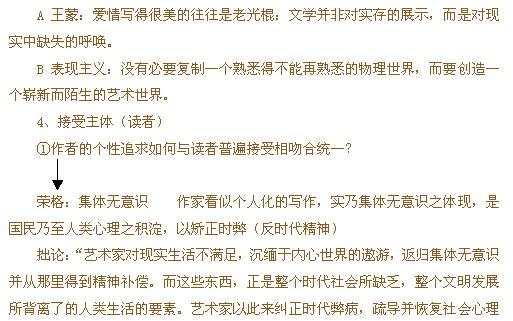 A 王蒙：爱情写得很美的往往是老光棍：文学并非对实存的展示，而是对现
实中缺失的呼唤。
B 表现主义：没有必要复制一个熟悉得不能再熟悉的物理世界，而要创造一
个崭新而陌生的艺术世界。
4、接受主体（读者）
①作者的个性追求如何与读者普遍接受相吻合统一？
荣格：集体无意识　　作家看似个人化的写作，实乃集体无意识之体现，是
国民乃至人类心理之积淀，以矫正时弊（反时代精神）
拙论：“艺术家对现实生活不满足，沉缅于内心世界的遨游，返归集体无意识
并从那里得到精神补偿。而这些东西，正是整个时代社会所缺乏，整个文明发展
所背离了的人类生活的要素。艺术家以此来纠正时代弊病，疏导并恢复社会心理